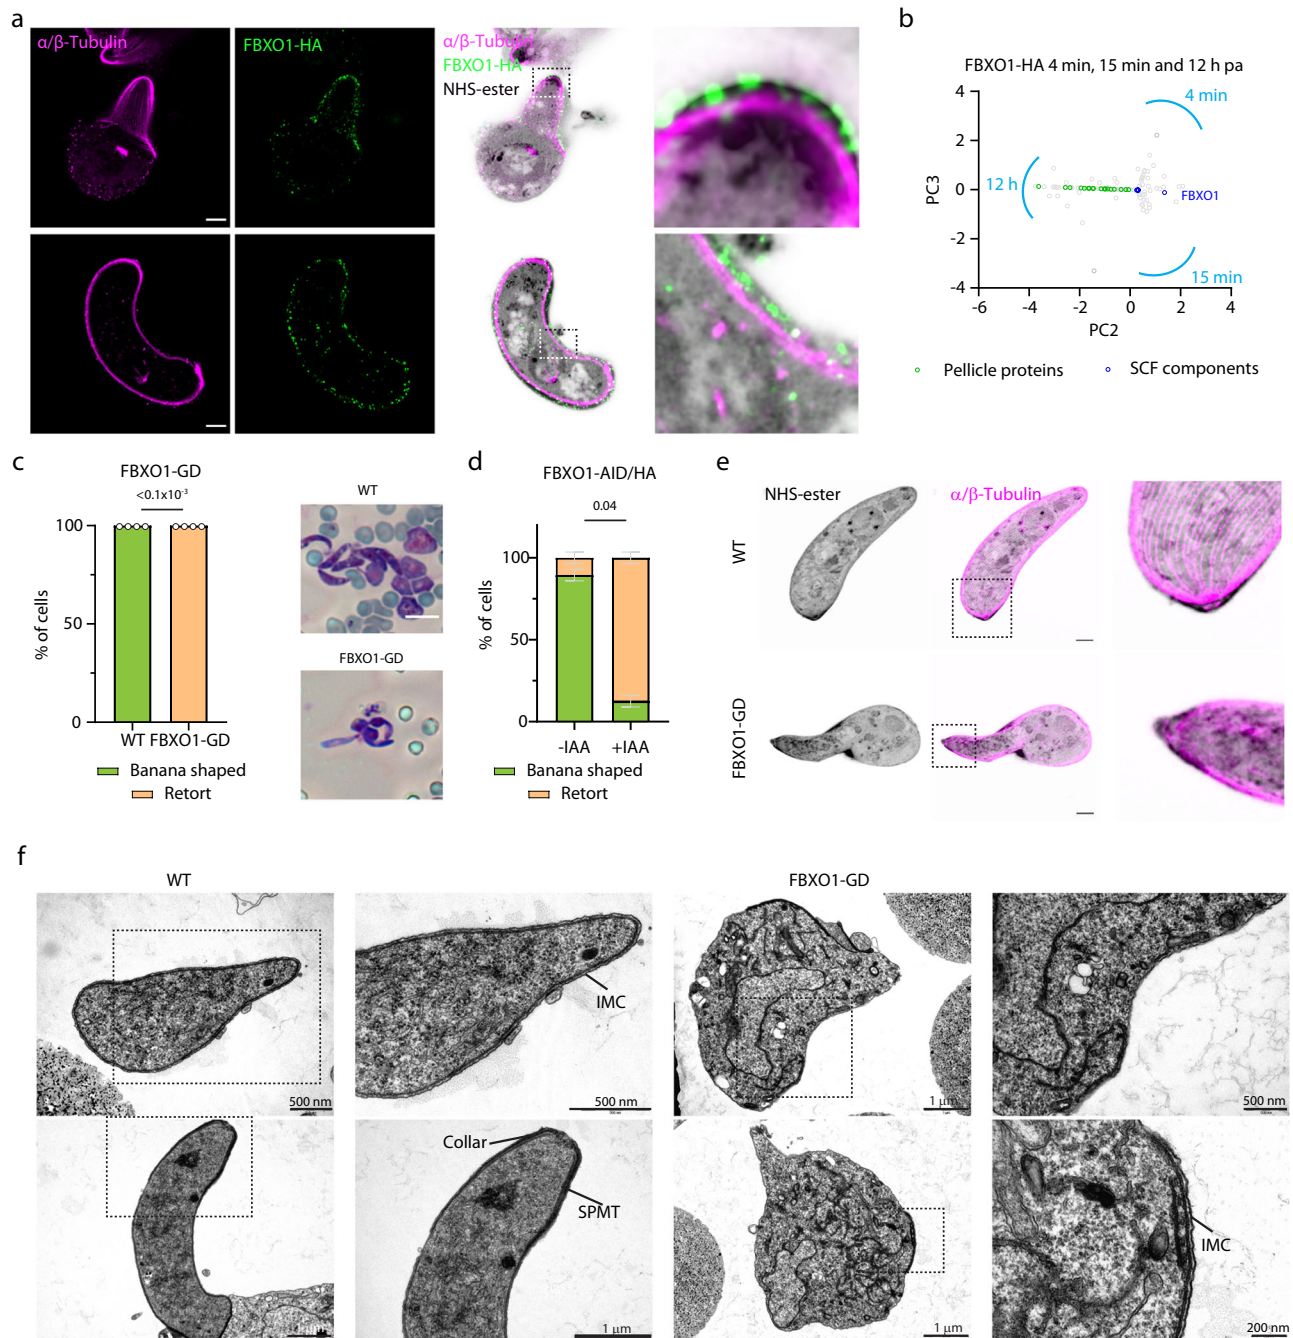 a
α/β-Tubulin
FBXO1-HA
α/β-Tubulin
FBXO1-HA
NHS-ester
b
FBXO1-HA 4 min, 15 min and 12 h pa
4
2
0
-2
-4
PC3
-6
-4
-2
0
2
4
PC2
4 min
12 h
15 min
FBXO1
Pellicle proteins
SCF components
c
FBXO1-GD
<0.1x10⁻³
100
50
0
% of cells
WT FBXO1-GD
Banana shaped
Retort
WT
FBXO1-GD
d
FBXO1-AID/HA
0.04
100
50
0
% of cells
-IAA
+IAA
Banana shaped
Retort
e
NHS-ester
α/β-Tubulin
WT
FBXO1-GD
f
WT
FBXO1-GD
500 nm
IMC
500 nm
1 μm
500 nm
Collar
SPMT
1 μm
1 μm
IMC
200 nm